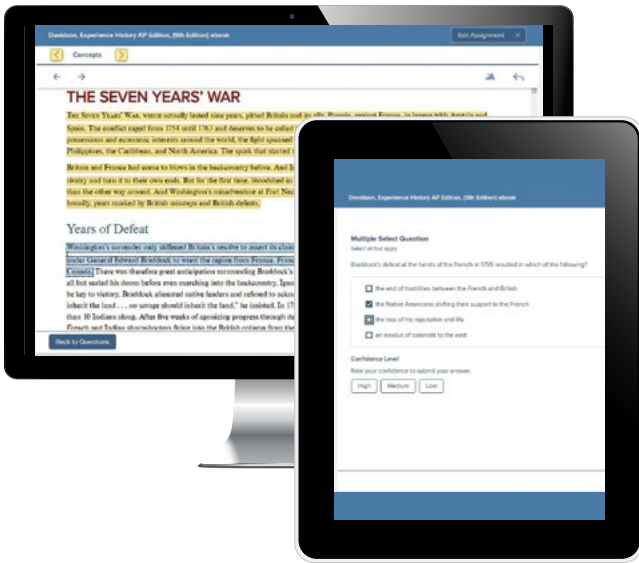 Davidson, Experience History AP Edition, (9th Edition) ebook
Exit Assignment ×
Concepts
THE SEVEN YEARS' WAR
THE SEVEN YEARS' WAR, which actually lasted nine years, pitted Britain and its ally, Prussia, against France, in league with Austria and
Spain. The conflict raged from 1754 until 1763 and deserves to be called
possessions and economic interests around the world, the fight spanned
Philippines, the Caribbean, and North America. The spark that started
Britain and France had come to blows in the backcountry before. And
rivalry and turn it to their own ends. But for the first time, bloodshed in
than the other way around. And Washington's misadventure at Fort
broadly, years marked by British missteps and British defeats.
Years of Defeat
Washington's surrender only stiffened Britain's resolve to assert its
under General Edward Braddock to wrest the region from France.
Canada. There was therefore great anticipation surrounding Braddock's
all but sealed his doom before even marching into the backcountry.
be key to victory, Braddock alienated native leaders and refused to
inherit the land . . . no savage should inherit the land," he insisted. In
than 10 Indians along. After five weeks of agonizing progress through
French and Indian sharpshooters firing into the British column from the
Back to Questions
Davidson, Experience History AP Edition, (9th Edition) ebook
Multiple Select Question
Select all that apply
Braddock's defeat at the hands of the French in 1755 resulted in which of the following?
the end of hostilities between the French and British
the Native Americans shifting their support to the French
the loss of his reputation and life
an exodus of colonists to the east
Confidence Level
Rate your confidence to submit your answer.
High Medium Low